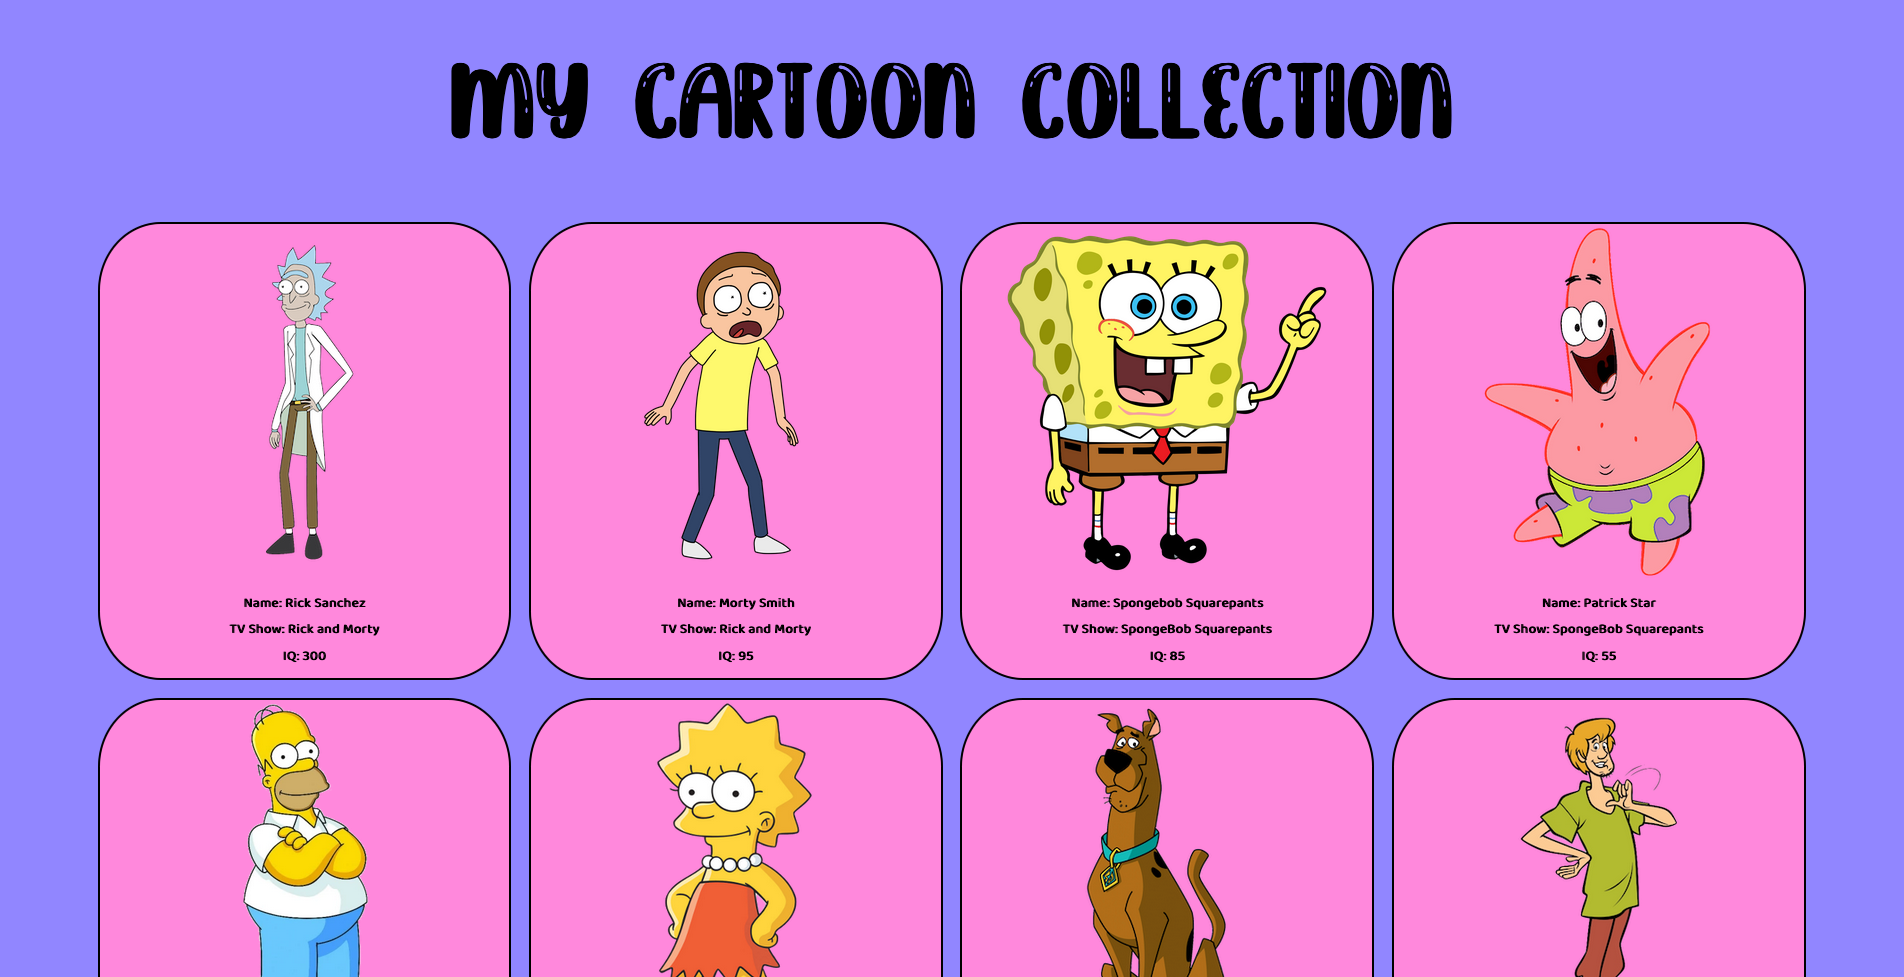 MY CARTOON COLLECTION
Name: Rick Sanchez
TV Show: Rick and Morty
IQ: 300
Name: Morty Smith
TV Show: Rick and Morty
IQ: 95
Name: Spongebob Squarepants
TV Show: SpongeBob Squarepants
IQ: 85
Name: Patrick Star
TV Show: SpongeBob Squarepants
IQ: 55